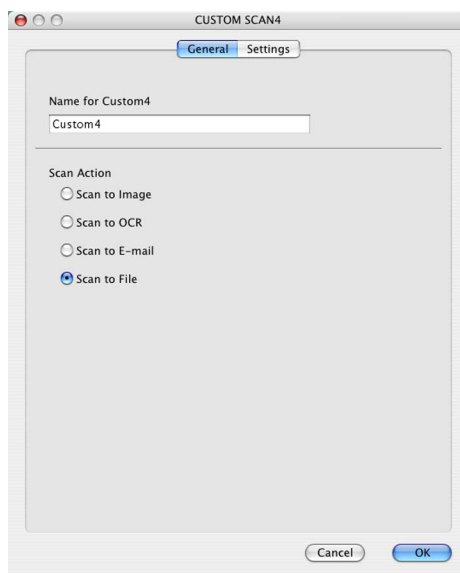 CUSTOM SCAN4
General Settings
Name for Custom4
Custom4
Scan Action
Scan to Image
Scan to OCR
Scan to E-mail
Scan to File
Cancel OK